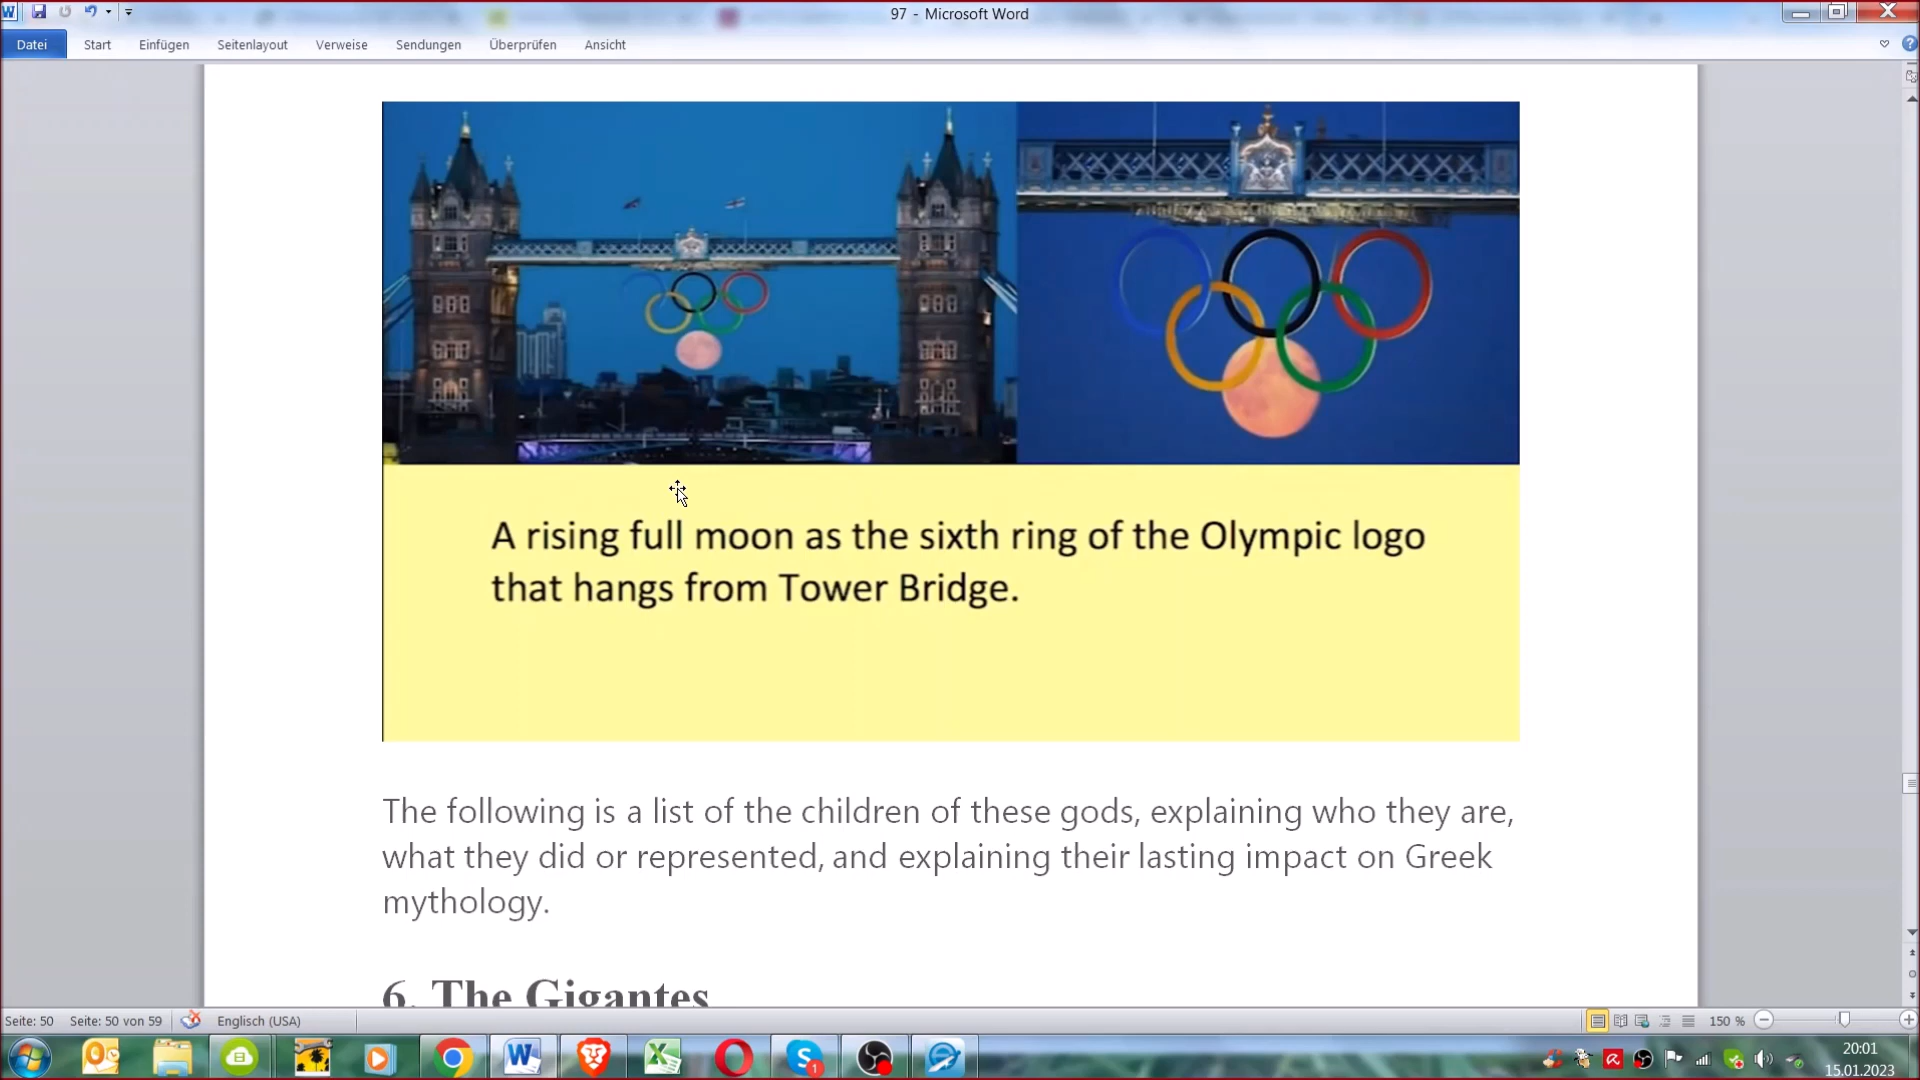 97 - Microsoft Word
Datei Start Einfügen Seitenlayout Verweise Sendungen Überprüfen Ansicht
A rising full moon as the sixth ring of the Olympic logo
that hangs from Tower Bridge.
The following is a list of the children of these gods, explaining who they are,
what they did or represented, and explaining their lasting impact on Greek
mythology.
6. The Gigantes
Seite: 50 Seite: 50 von 59 Englisch (USA) 150 %
20:01
15.01.2023